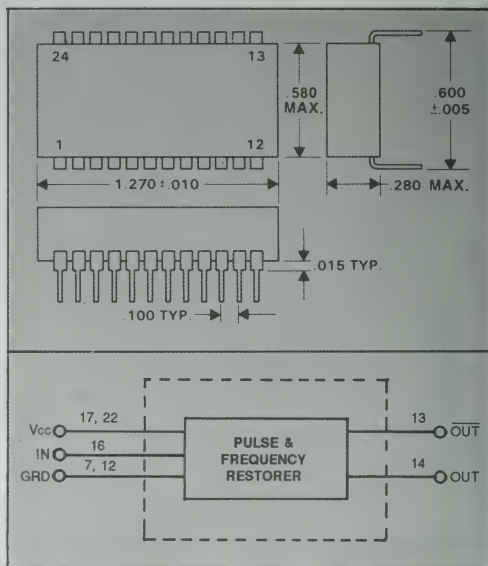 24 13
1 12
.580
MAX.
.600
±.005
1.270 ±.010
.280 MAX.
.015 TYP.
.100 TYP.
Vcc 17, 22
IN 16
GRD 7, 12
PULSE &
FREQUENCY
RESTORER
13 OUT
14 OUT